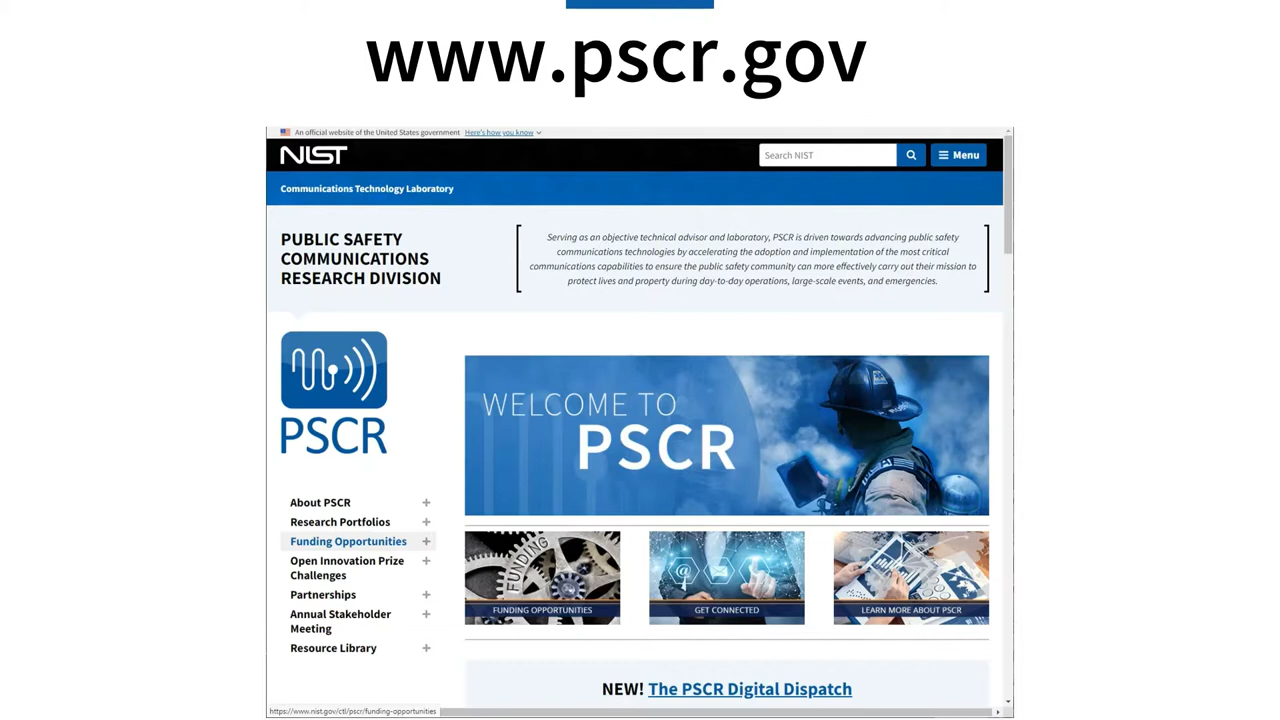 www.pscr.gov
An official website of the United States government Here's how you know
NIST
Search NIST
Menu
Communications Technology Laboratory
PUBLIC SAFETY
COMMUNICATIONS
RESEARCH DIVISION
Serving as an objective technical advisor and laboratory, PSCR is driven towards advancing public safety
communications technologies by accelerating the adoption and implementation of the most critical
communications capabilities to ensure the public safety community can more effectively carry out their mission to
protect lives and property during day-to-day operations, large-scale events, and emergencies.
PSCR
WELCOME TO
PSCR
About PSCR
Research Portfolios
Funding Opportunities
Open Innovation Prize
Challenges
Partnerships
Annual Stakeholder
Meeting
Resource Library
FUNDING
FUNDING OPPORTUNITIES
@
GET CONNECTED
LEARN MORE ABOUT PSCR
NEW! The PSCR Digital Dispatch
https://www.nist.gov/ctl/pscr/funding-opportunities